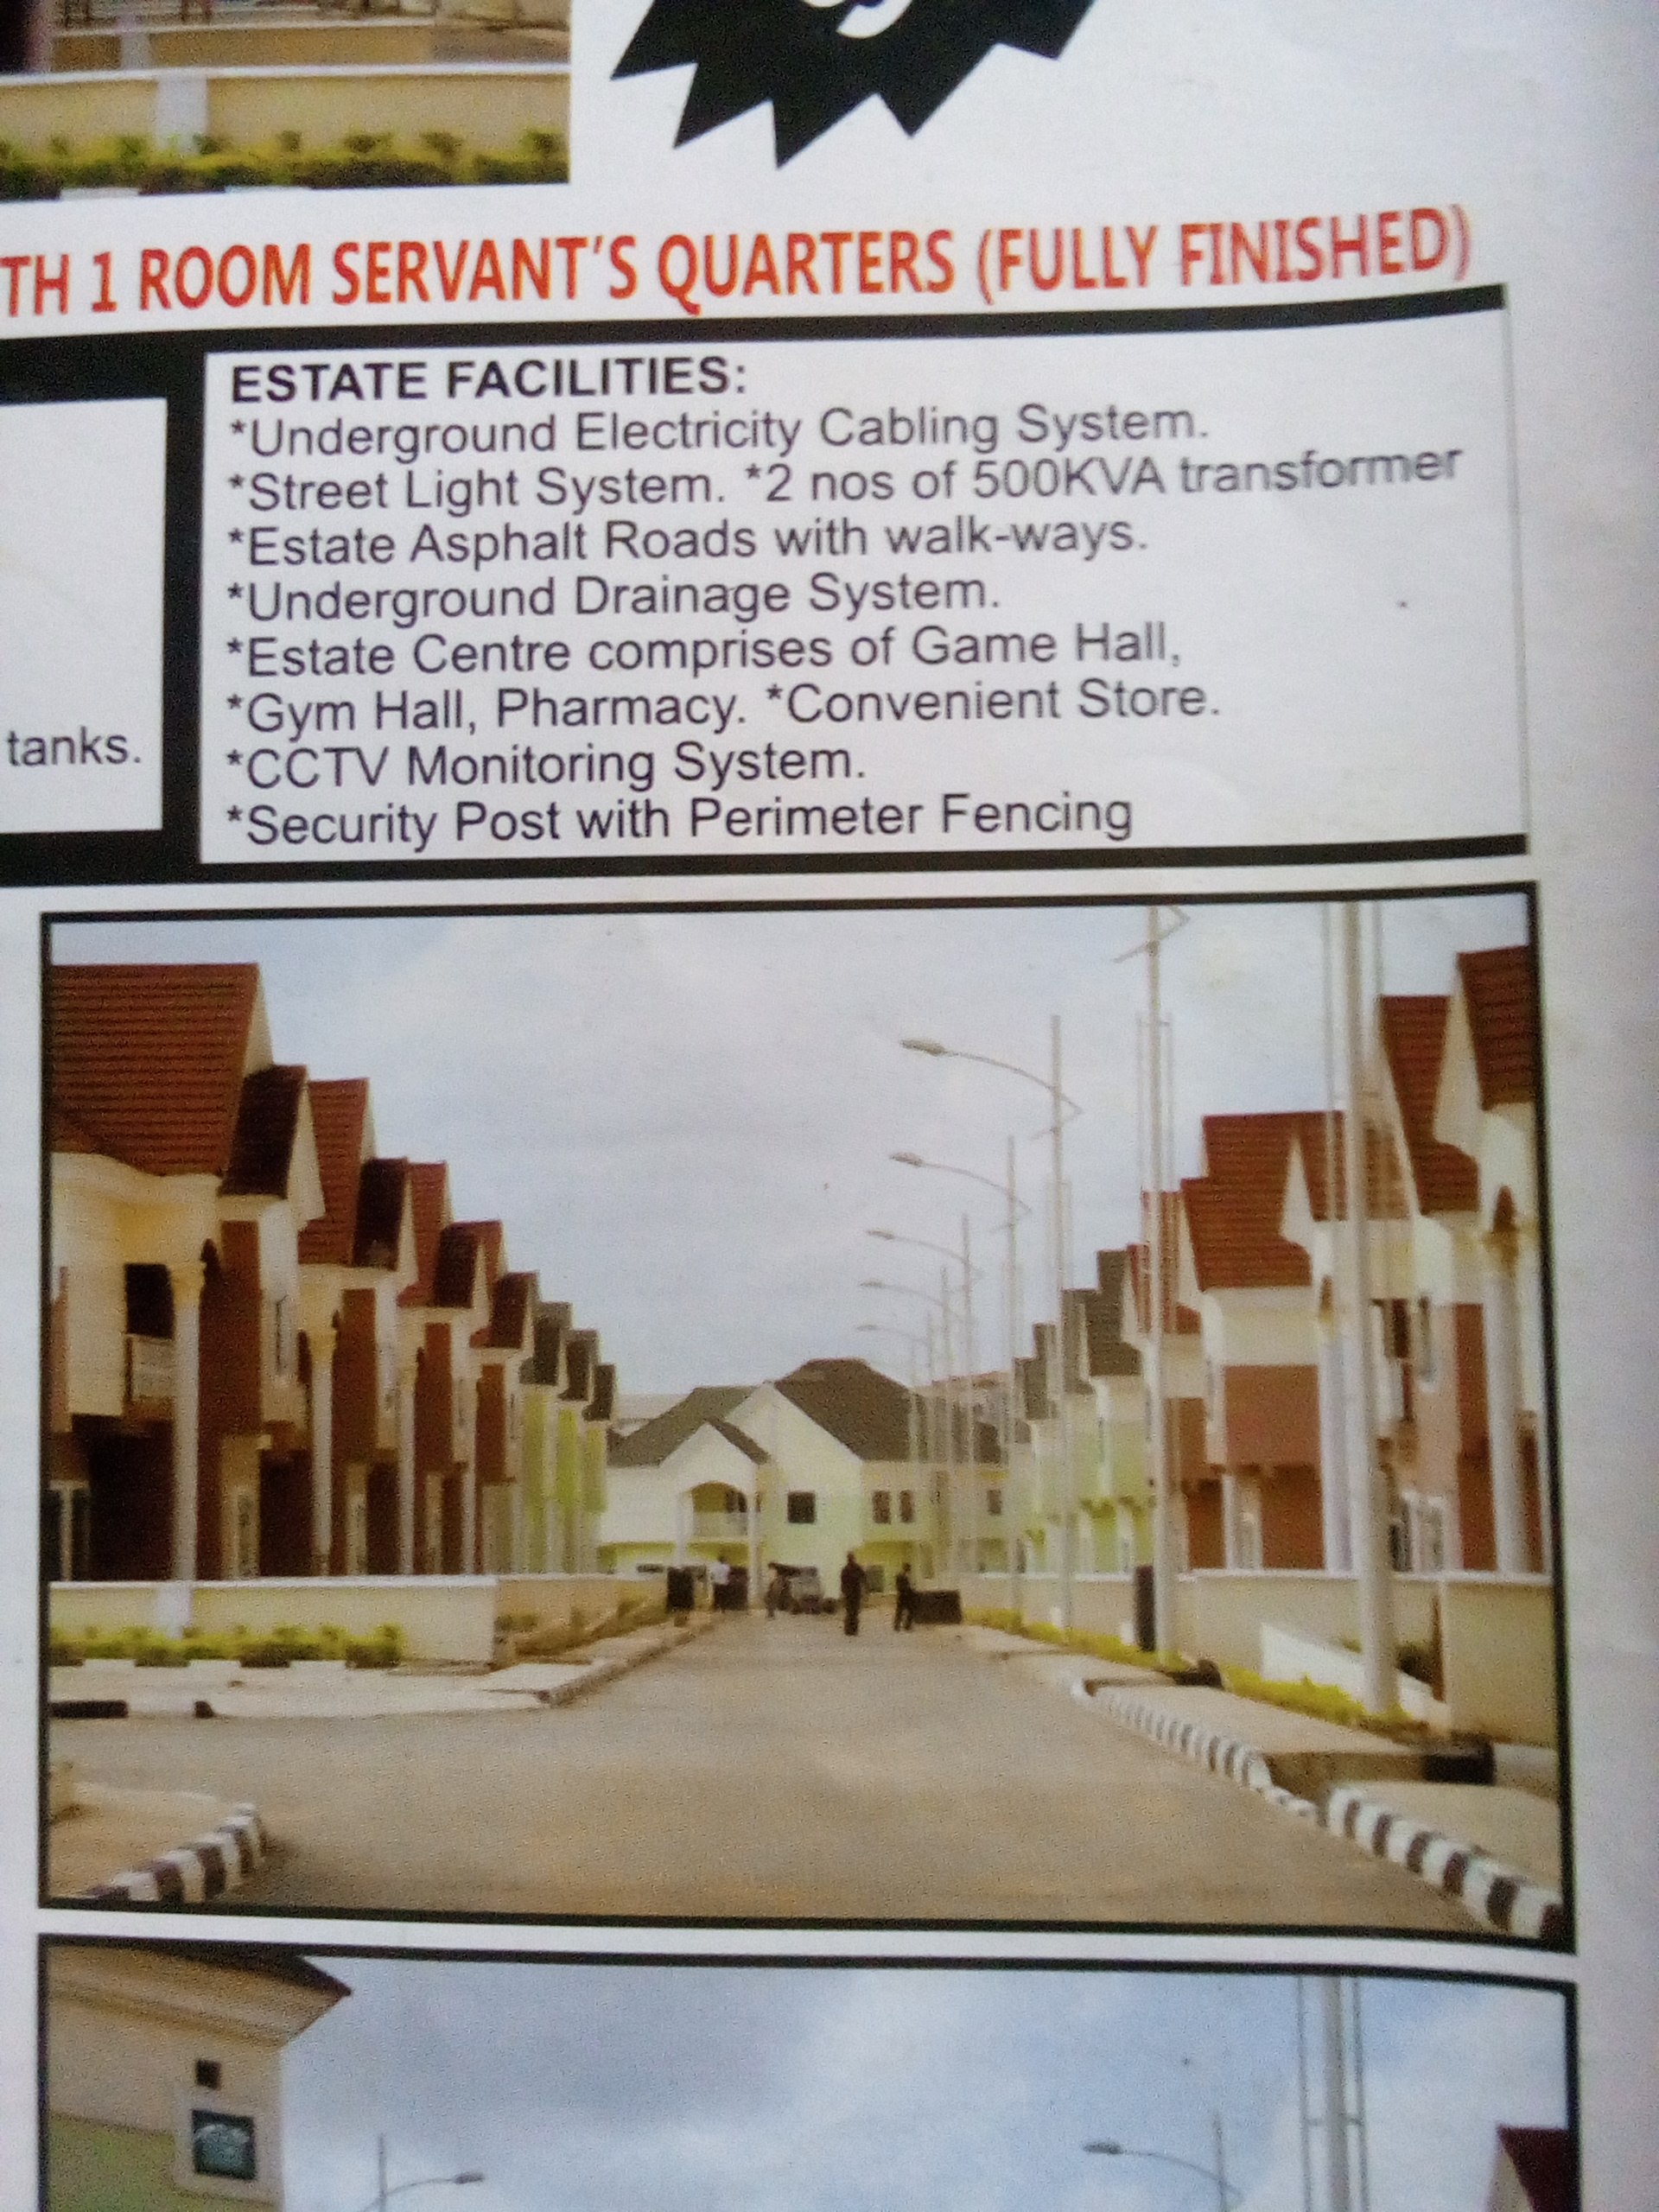 TH 1 ROOM SERVANT'S QUARTERS (FULLY FINISHED)
tanks.
ESTATE FACILITIES:
*Underground Electricity Cabling System.
*Street Light System. *2 nos of 500KVA transformer
*Estate Asphalt Roads with walk-ways.
*Underground Drainage System.
*Estate Centre comprises of Game Hall,
*Gym Hall, Pharmacy. *Convenient Store.
*CCTV Monitoring System.
*Security Post with Perimeter Fencing